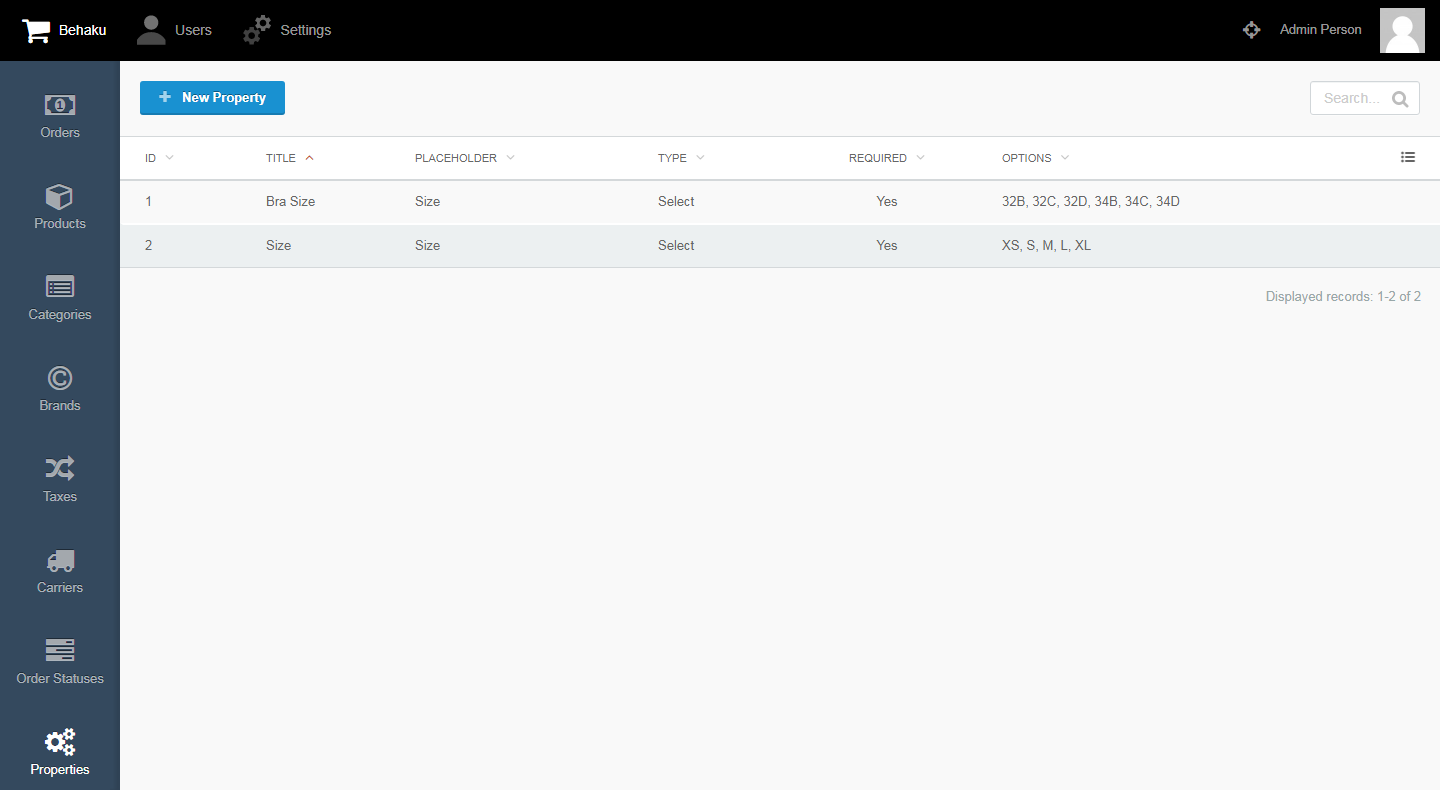 Behaku Users Settings Admin Person
New Property Search...
ID TITLE PLACEHOLDER TYPE REQUIRED OPTIONS
1 Bra Size Size Select Yes 32B, 32C, 32D, 34B, 34C, 34D
2 Size Size Select Yes XS, S, M, L, XL
Displayed records: 1-2 of 2
Orders
Products
Categories
Brands
Taxes
Carriers
Order Statuses
Properties